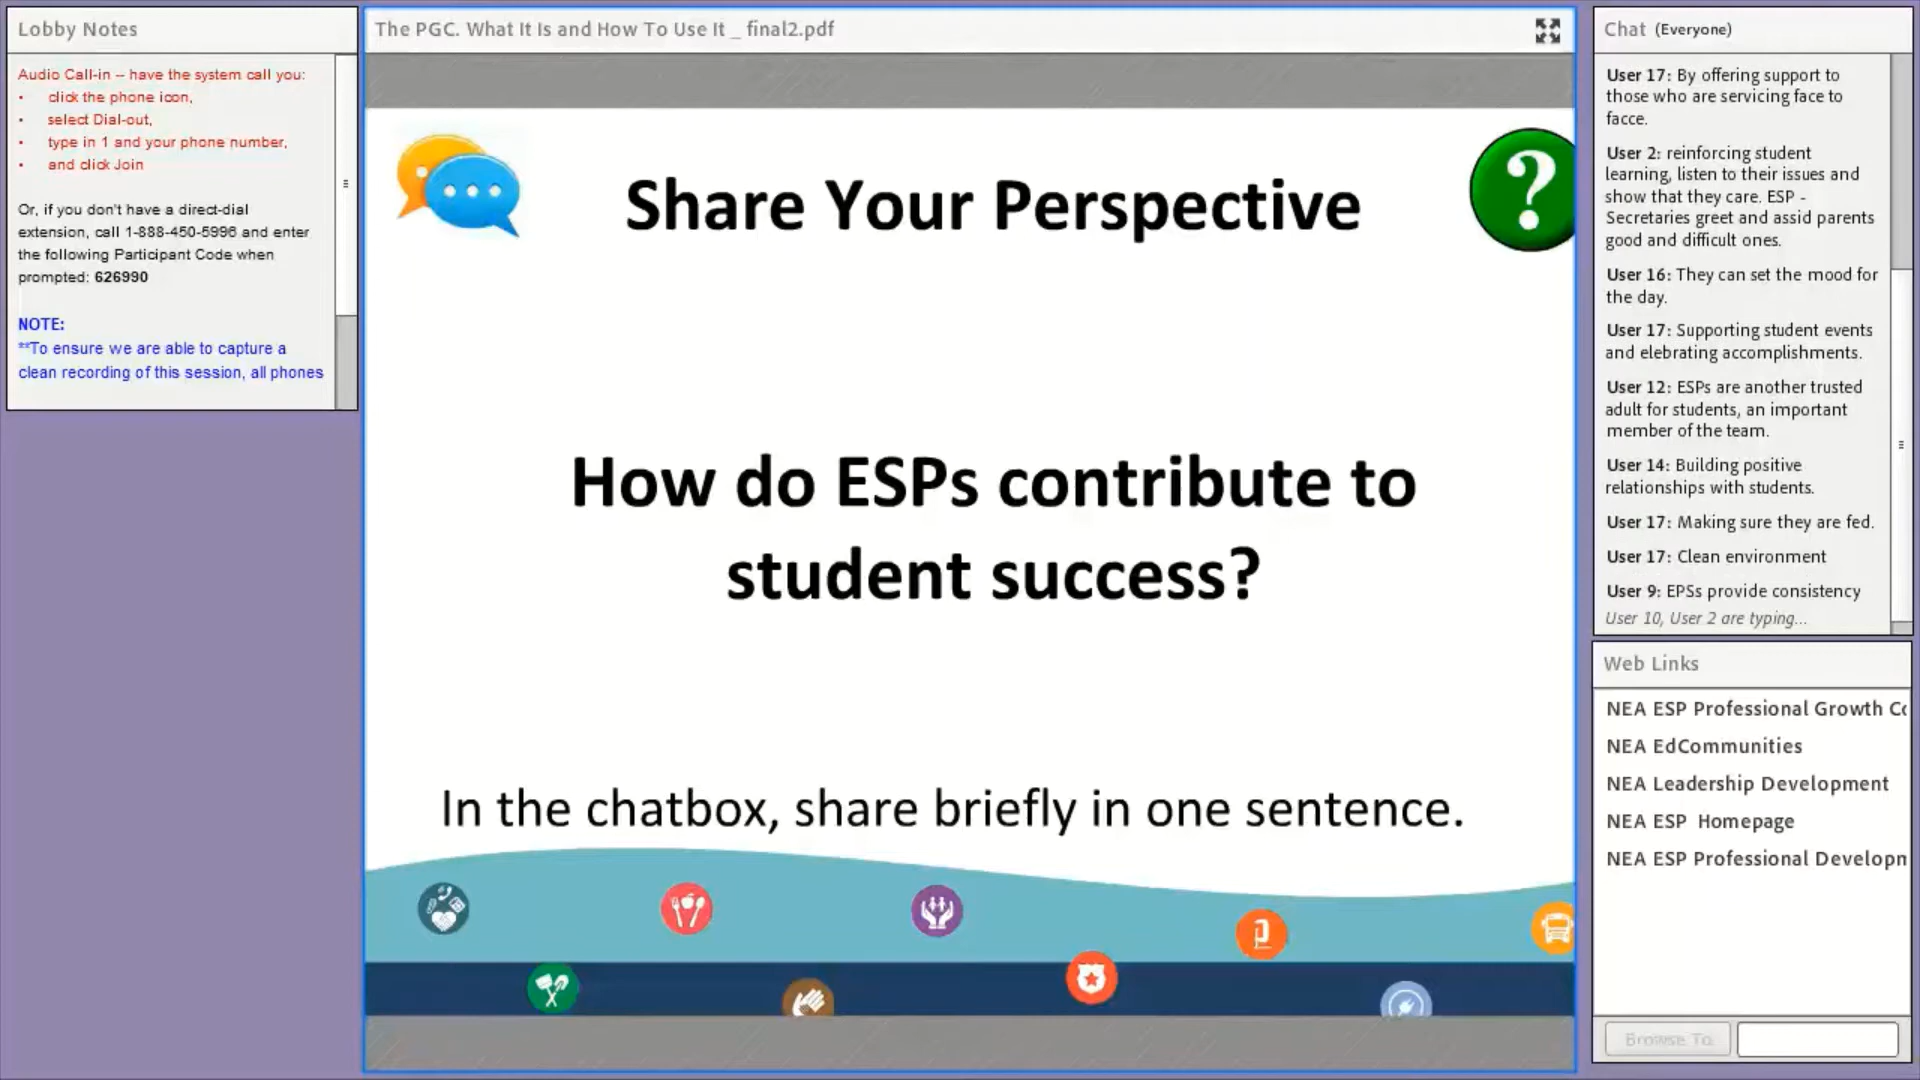 Lobby Notes
Audio Call-in – have the system call you:
• click the phone icon,
• select Dial-out,
• type in 1 and your phone number,
• and click Join
Or, if you don't have a direct-dial
extension, call 1-888-450-5996 and enter
the following Participant Code when
prompted: 626990
NOTE:
**To ensure we are able to capture a
clean recording of this session, all phones
The PGC. What It Is and How To Use It _ final2.pdf
Share Your Perspective
?
How do ESPs contribute to
student success?
In the chatbox, share briefly in one sentence.
Chat (Everyone)
User 17: By offering support to
those who are servicing face to
facce.
User 2: reinforcing student
learning, listen to their issues and
show that they care. ESP -
Secretaries greet and assid parents
good and difficult ones.
User 16: They can set the mood for
the day.
User 17: Supporting student events
and elebrating accomplishments.
User 12: ESPs are another trusted
adult for students, an important
member of the team.
User 14: Building positive
relationships with students.
User 17: Making sure they are fed.
User 17: Clean environment
User 9: EPSs provide consistency
User 10, User 2 are typing...
Web Links
NEA ESP Professional Growth Co
NEA EdCommunities
NEA Leadership Development
NEA ESP Homepage
NEA ESP Professional Developm
Browse To